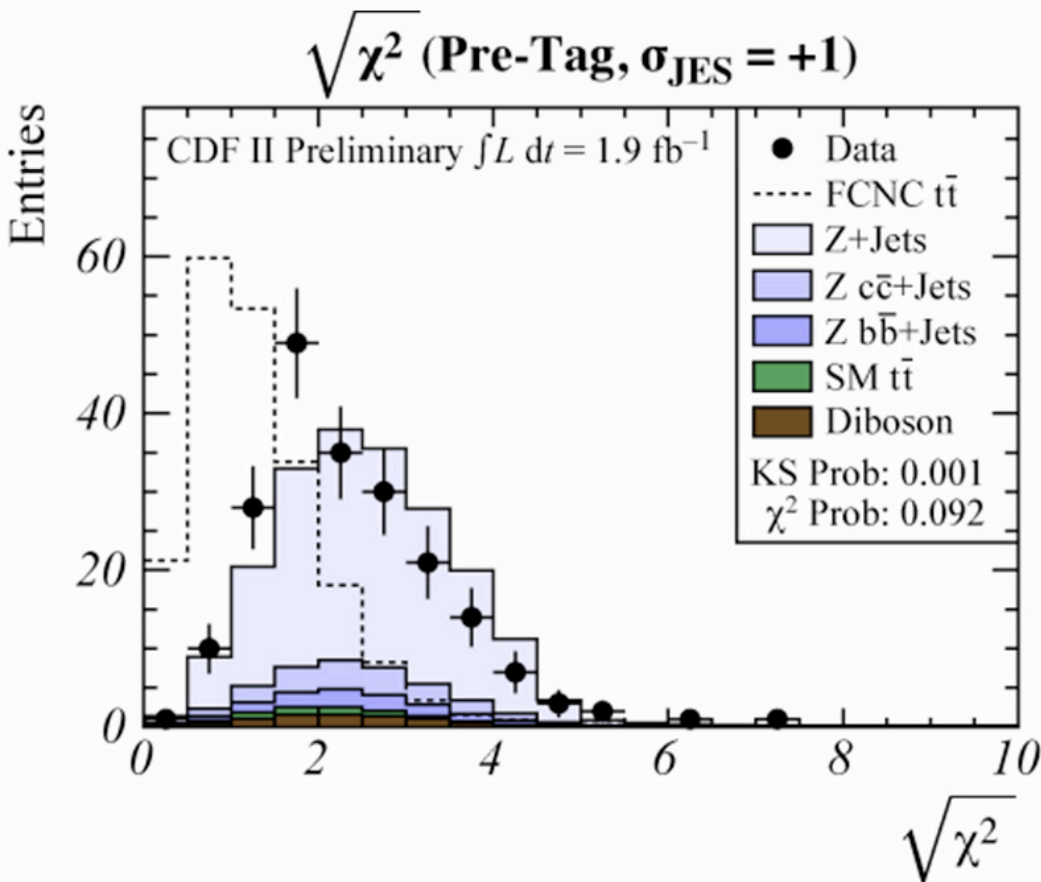 √χ² (Pre-Tag, σ_JES = +1)
Entries
CDF II Preliminary ∫L dt = 1.9 fb⁻¹
Data
FCNC tt̄
Z+Jets
Z cc̄+Jets
Z bb̄+Jets
SM tt̄
Diboson
KS Prob: 0.001
χ² Prob: 0.092
60
40
20
0
0 2 4 6 8 10
√χ²